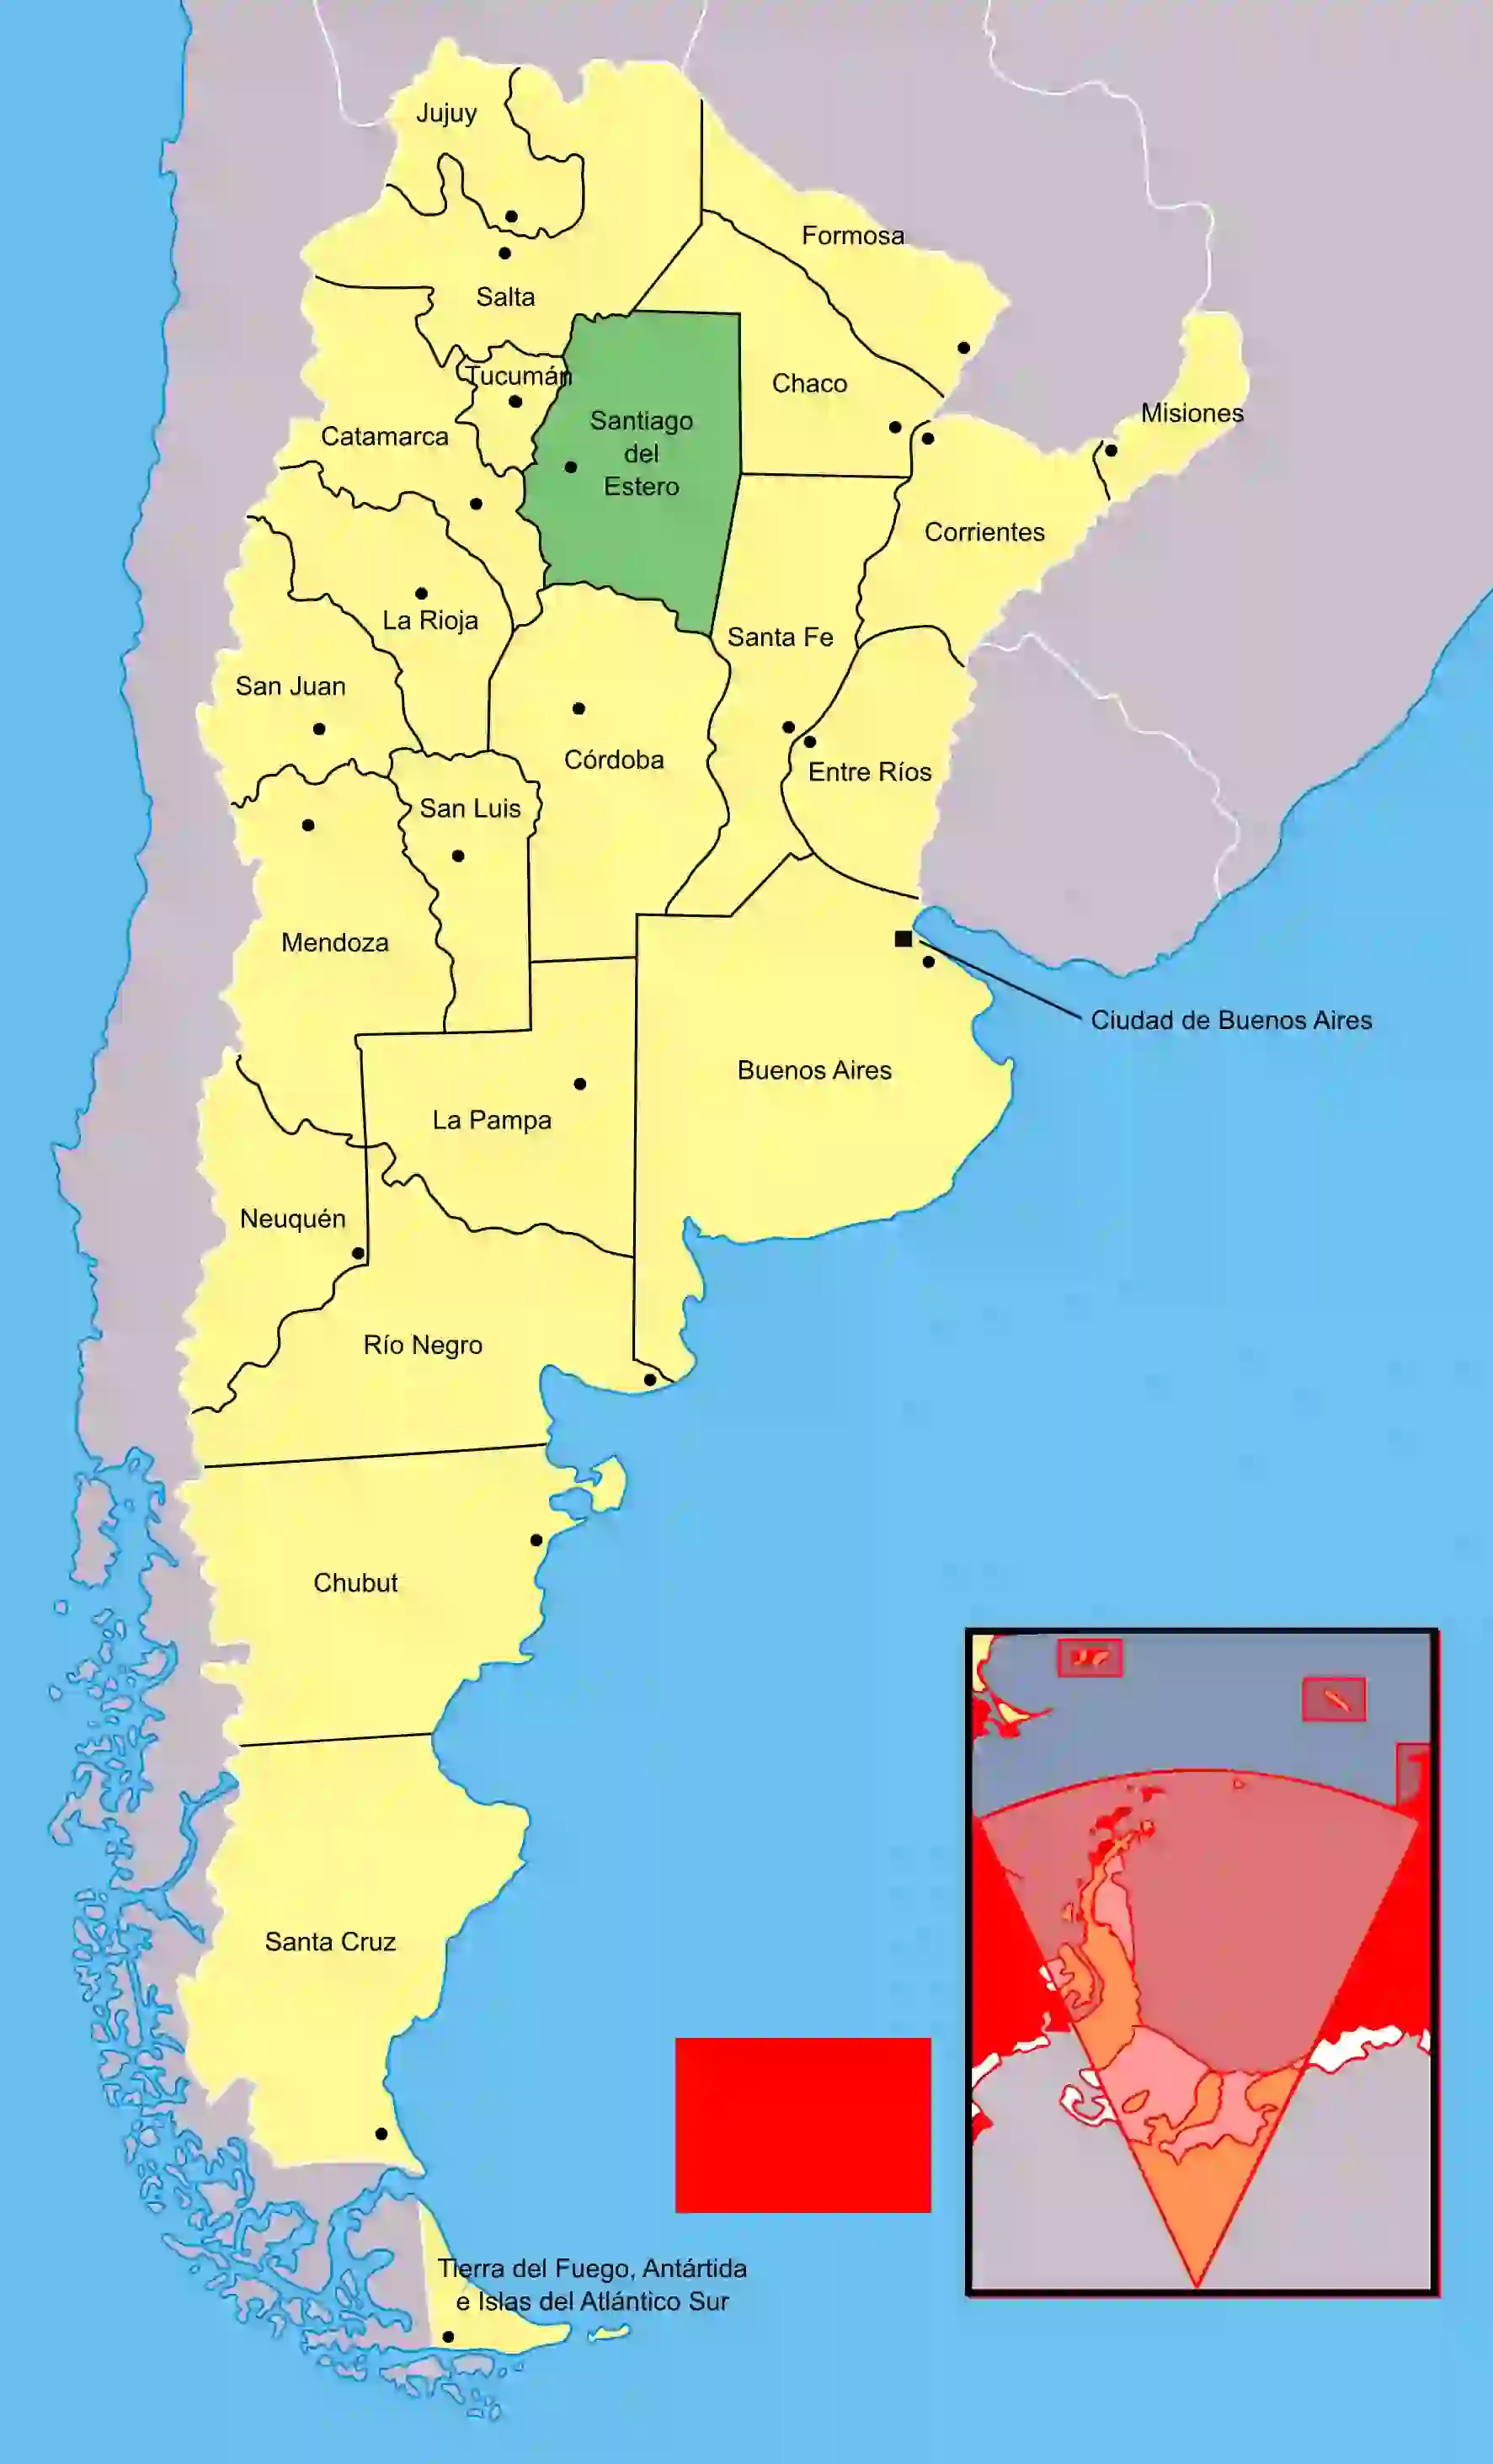 Jujuy
Formosa
Salta
Tucumán
Chaco
Misiones
Santiago
del
Estero
Catamarca
Corrientes
La Rioja
Santa Fe
San Juan
Córdoba
Entre Ríos
San Luis
Mendoza
Ciudad de Buenos Aires
Buenos Aires
La Pampa
Neuquén
Río Negro
Chubut
Santa Cruz
Tierra del Fuego, Antártida
e Islas del Atlántico Sur